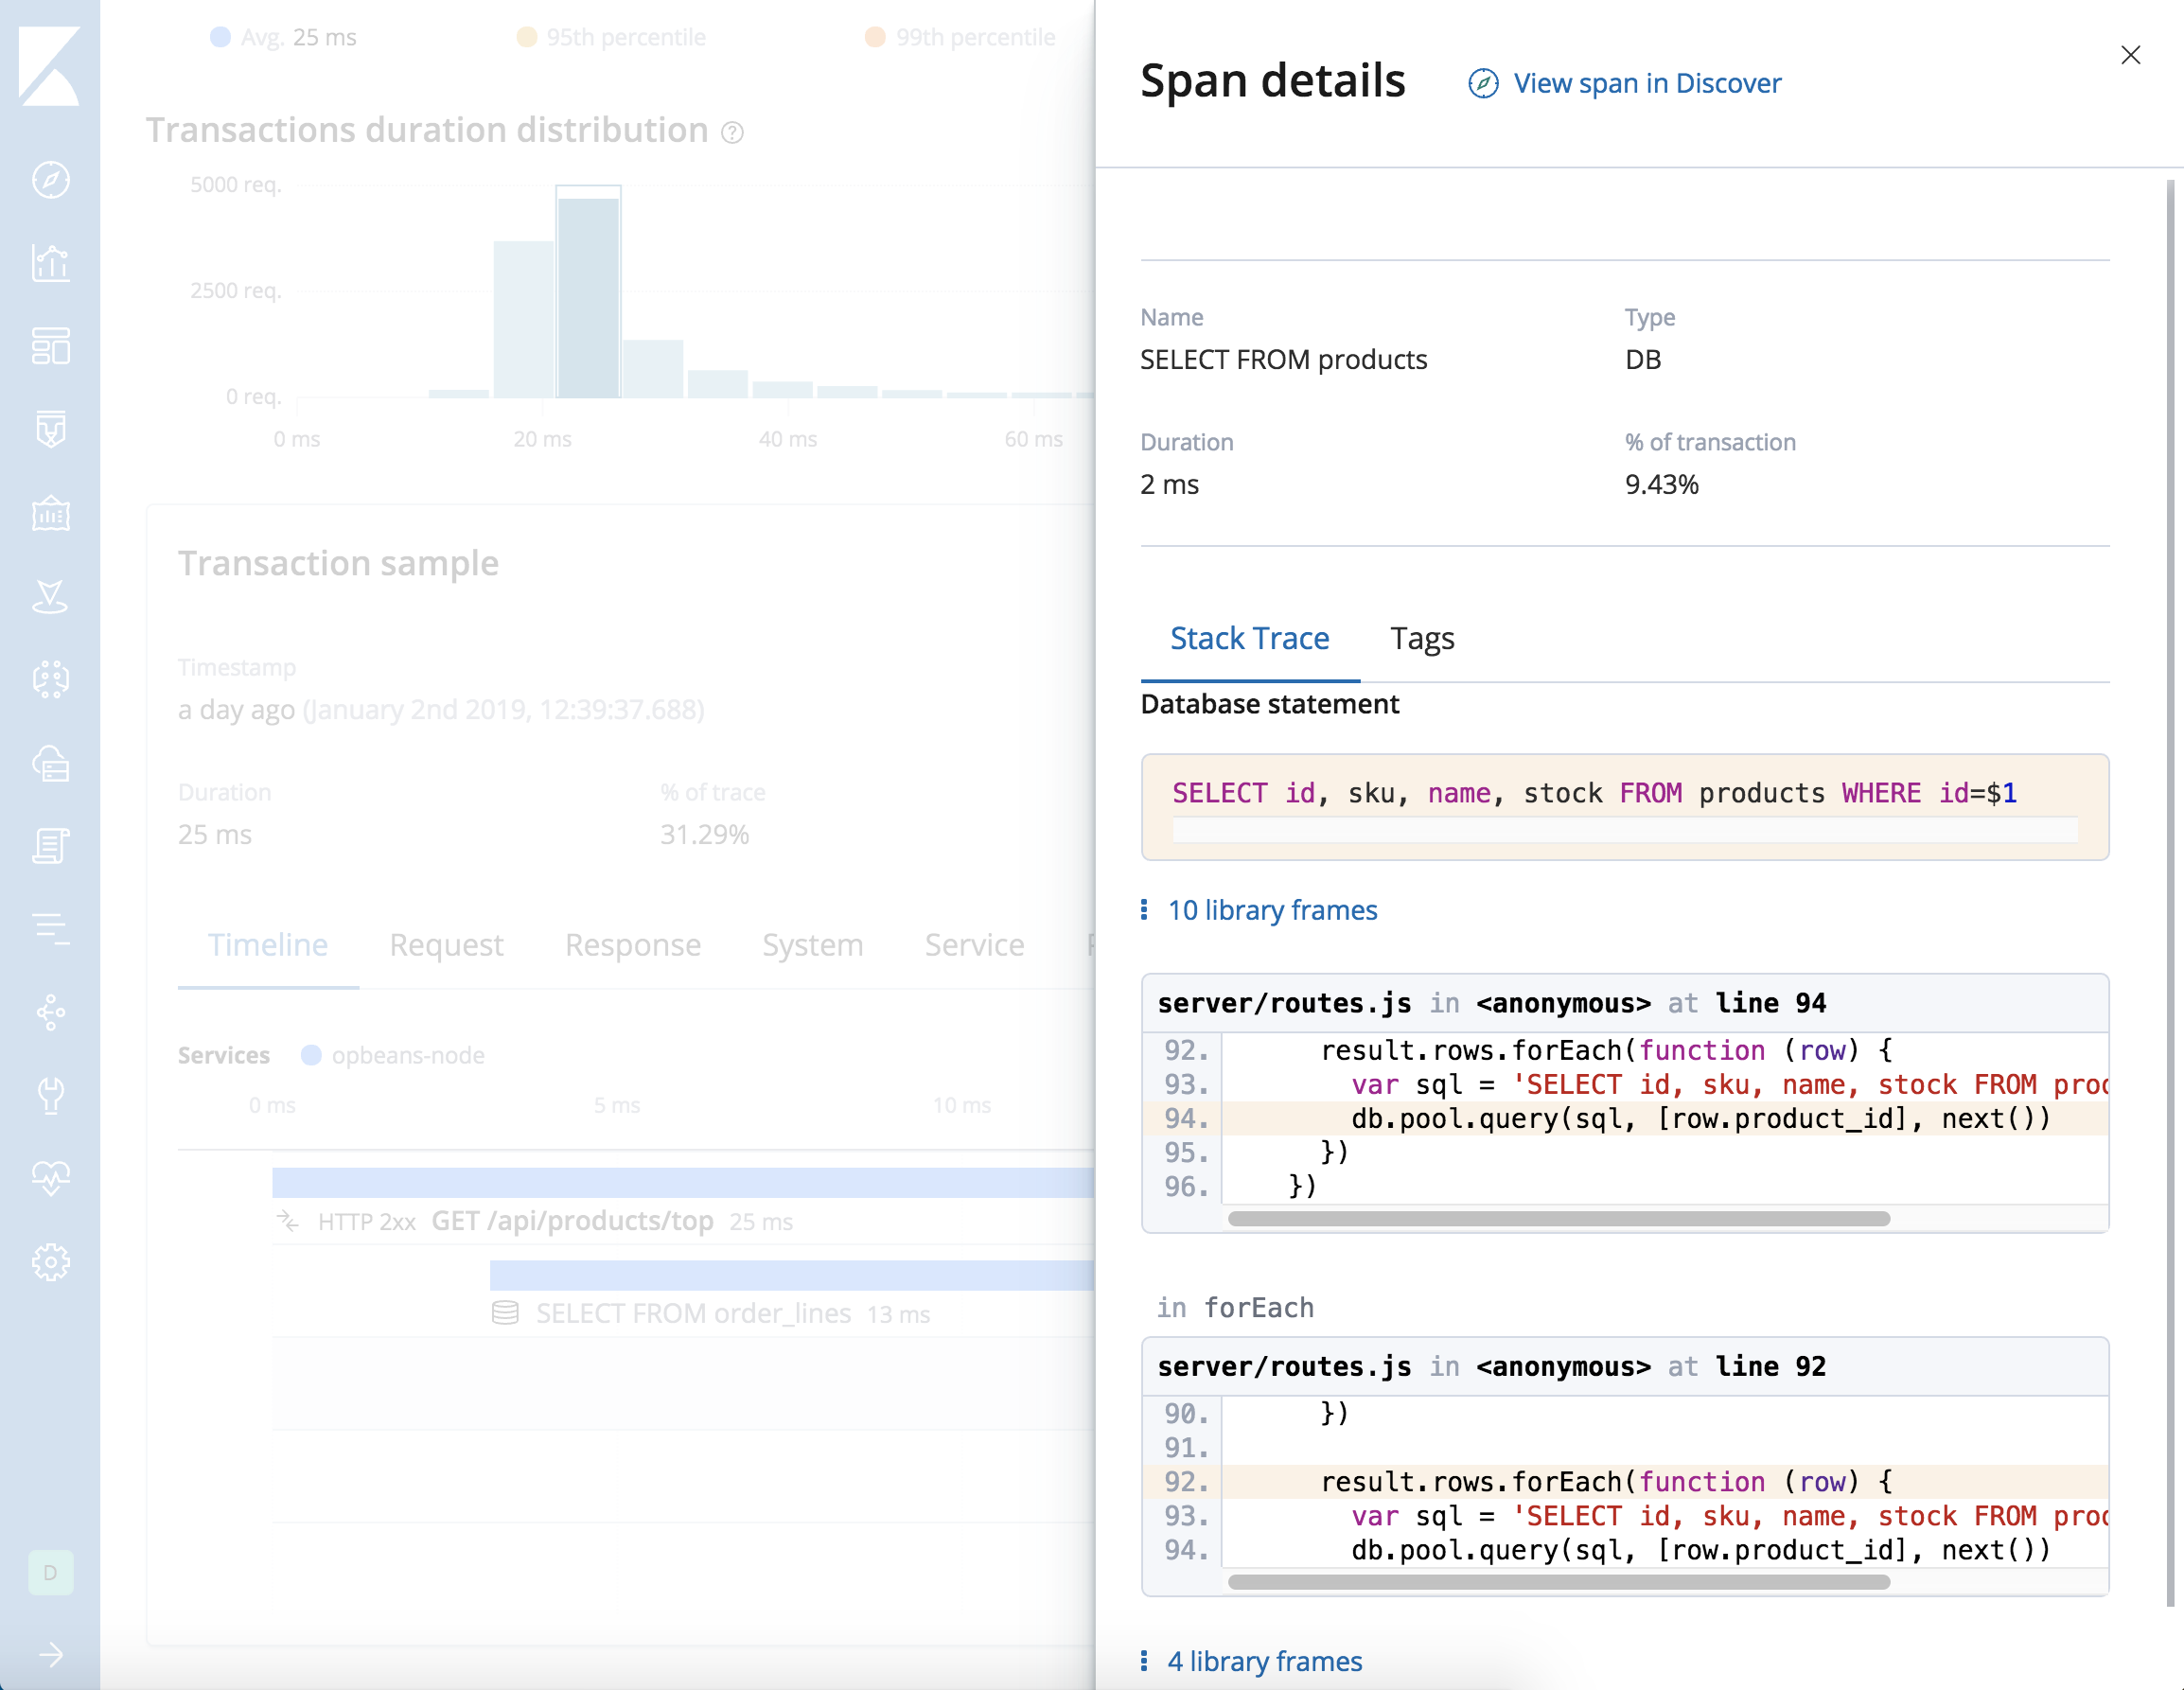 Avg. 25 ms
95th percentile
99th percentile
Transactions duration distribution
5000 req.
2500 req.
0 req.
0 ms
20 ms
40 ms
60 ms
Transaction sample
Timestamp
a day ago (January 2nd 2019, 12:39:37.688)
Duration
% of trace
25 ms
31.29%
Timeline
Request
Response
System
Service
Services
opbeans-node
0 ms
5 ms
10 ms
HTTP 2xx GET /api/products/top 25 ms
SELECT FROM order_lines 13 ms
D
Span details
View span in Discover
Name
Type
SELECT FROM products
DB
Duration
% of transaction
2 ms
9.43%
Stack Trace
Tags
Database statement
SELECT id, sku, name, stock FROM products WHERE id=$1
10 library frames
server/routes.js in <anonymous> at line 94
92. result.rows.forEach(function (row) {
93. var sql = 'SELECT id, sku, name, stock FROM
94. db.pool.query(sql, [row.product_id], next())
95. })
96. })
in forEach
server/routes.js in <anonymous> at line 92
90. })
91.
92. result.rows.forEach(function (row) {
93. var sql = 'SELECT id, sku, name, stock FROM
94. db.pool.query(sql, [row.product_id], next())
4 library frames